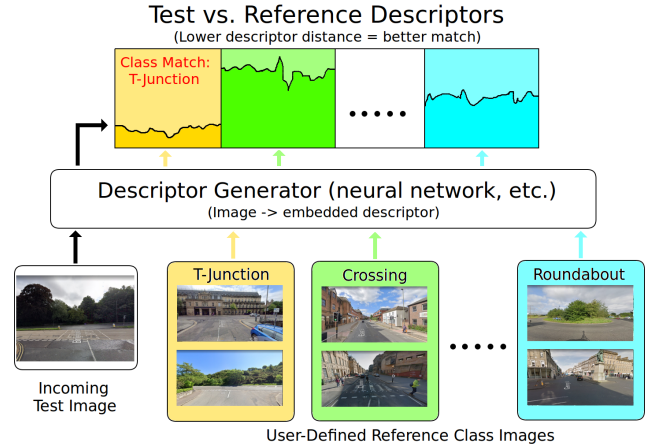 Test vs. Reference Descriptors
(Lower descriptor distance = better match)
Class Match:
T-Junction
Descriptor Generator (neural network, etc.)
(Image -> embedded descriptor)
T-Junction
Crossing
Roundabout
Incoming
Test Image
User-Defined Reference Class Images